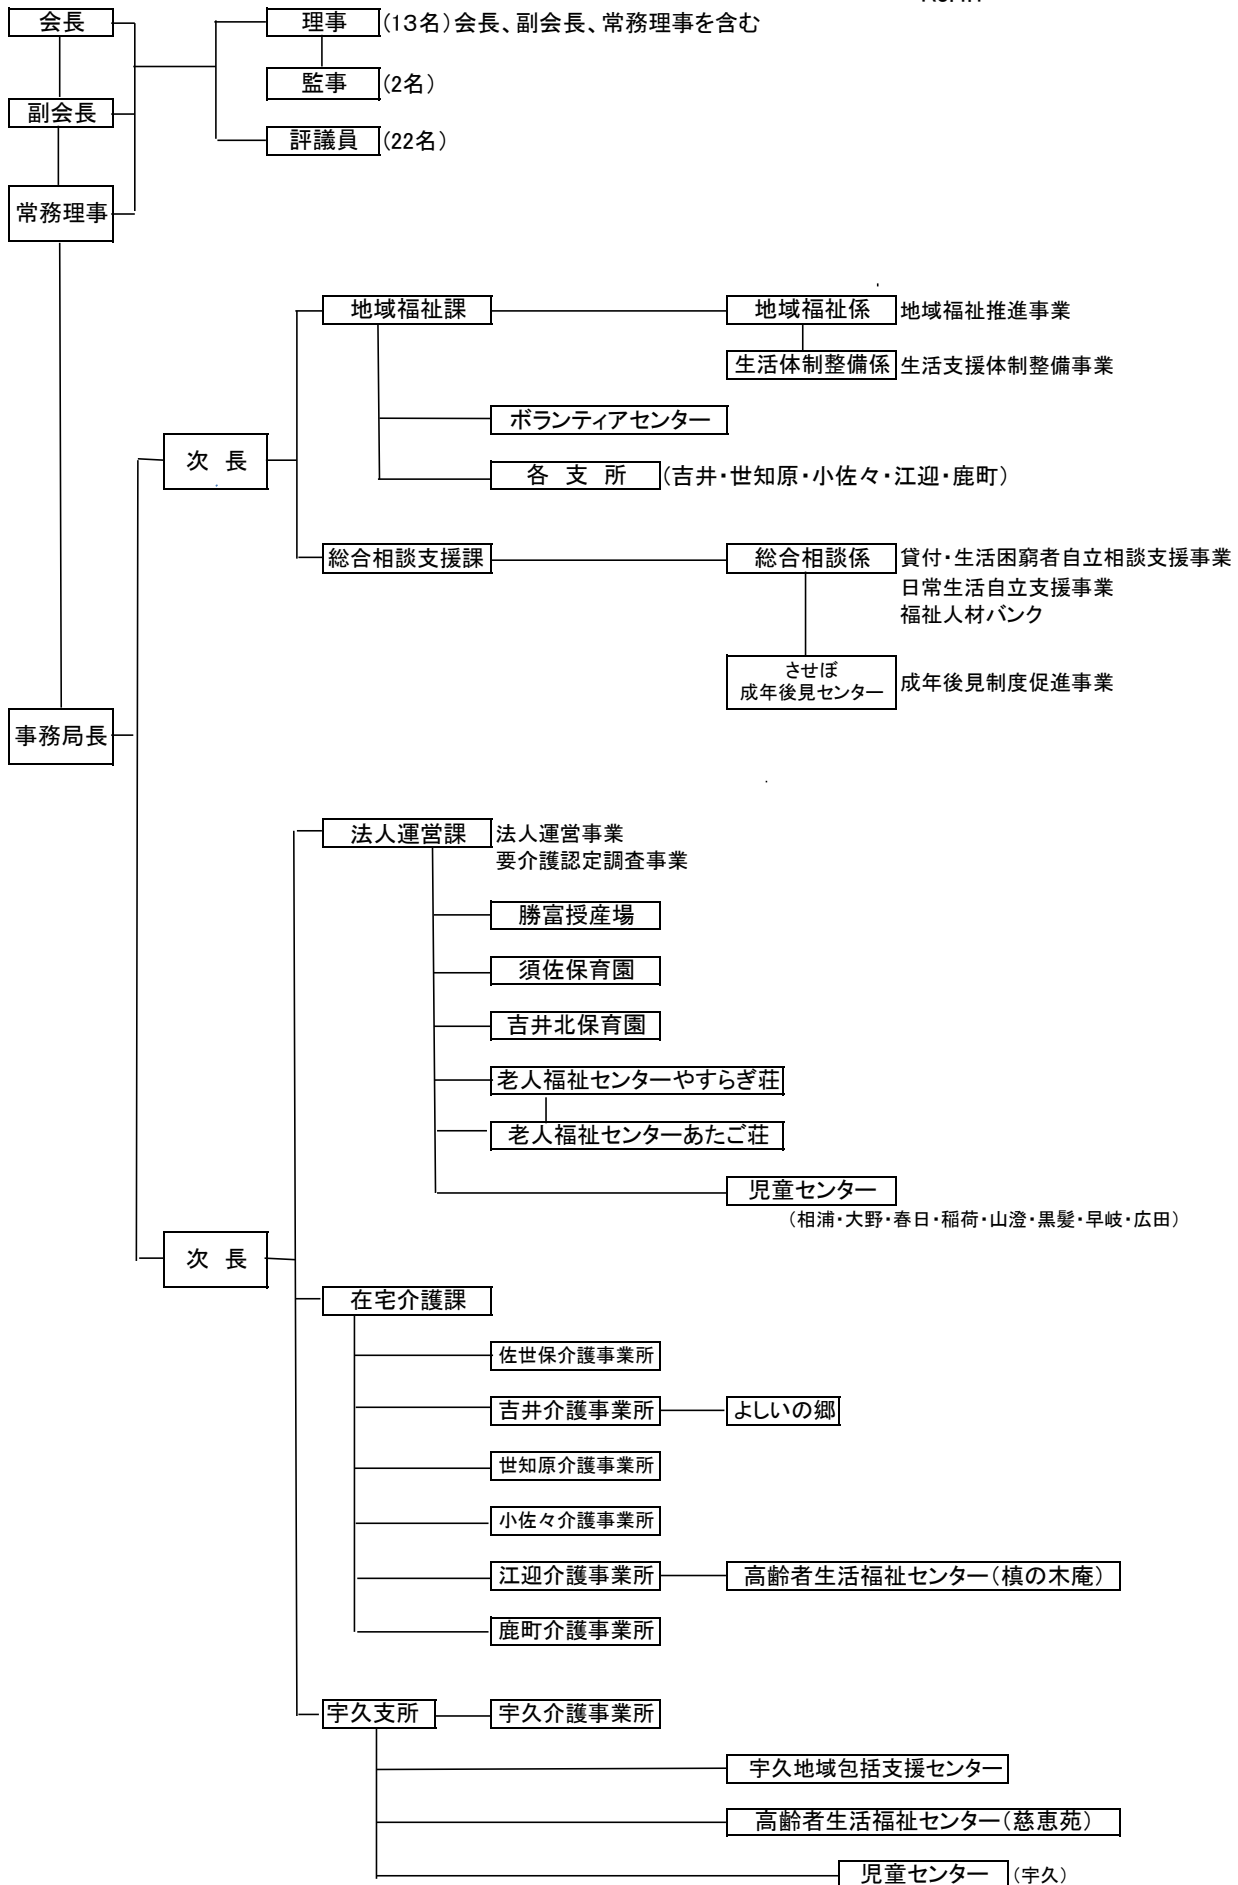 会長
理事 (13名)会長、副会長、常務理事を含む
監事 (2名)
副会長
評議員 (22名)
常務理事
地域福祉課
地域福祉係 地域福祉推進事業
生活体制整備係 生活支援体制整備事業
ボランティアセンター
次 長
各 支 所 (吉井・世知原・小佐々・江迎・鹿町)
総合相談支援課
総合相談係 貸付・生活困窮者自立相談支援事業
日常生活自立支援事業
福祉人材バンク
させぼ
成年後見センター 成年後見制度促進事業
事務局長
法人運営課 法人運営事業
要介護認定調査事業
勝富授産場
須佐保育園
吉井北保育園
老人福祉センターやすらぎ荘
老人福祉センターあたご荘
児童センター
(相浦・大野・春日・稲荷・山澄・黒髪・早岐・広田)
次 長
在宅介護課
佐世保介護事業所
吉井介護事業所 よしいの郷
世知原介護事業所
小佐々介護事業所
江迎介護事業所 高齢者生活福祉センター(槙の木庵)
鹿町介護事業所
宇久支所 宇久介護事業所
宇久地域包括支援センター
高齢者生活福祉センター(慈恵苑)
児童センター (宇久)